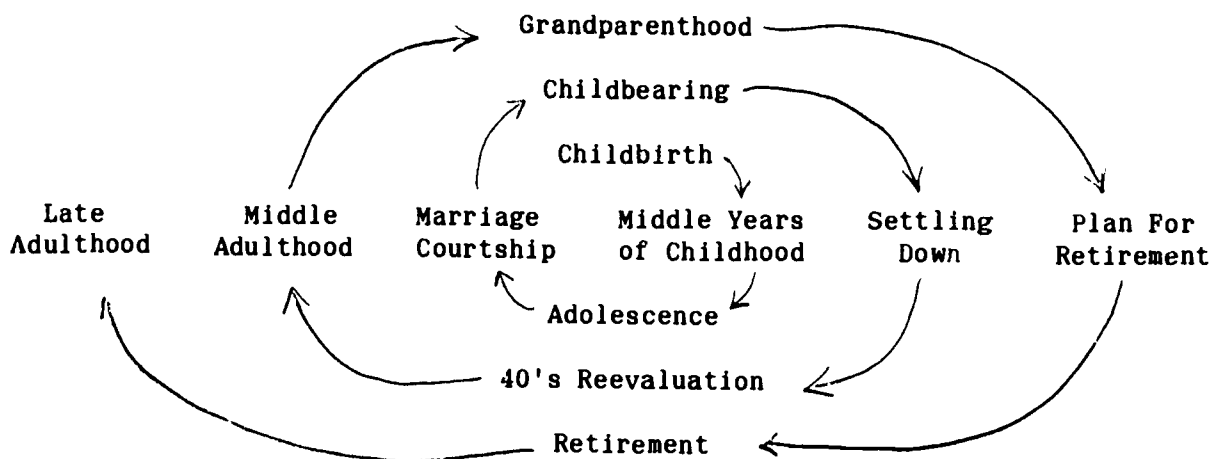 Grandparenthood
Childbearing
Childbirth
Late
Adulthood
Middle
Adulthood
Marriage
Courtship
Middle Years
of Childhood
Settling
Down
Plan For
Retirement
Adolescence
40's Reevaluation
Retirement